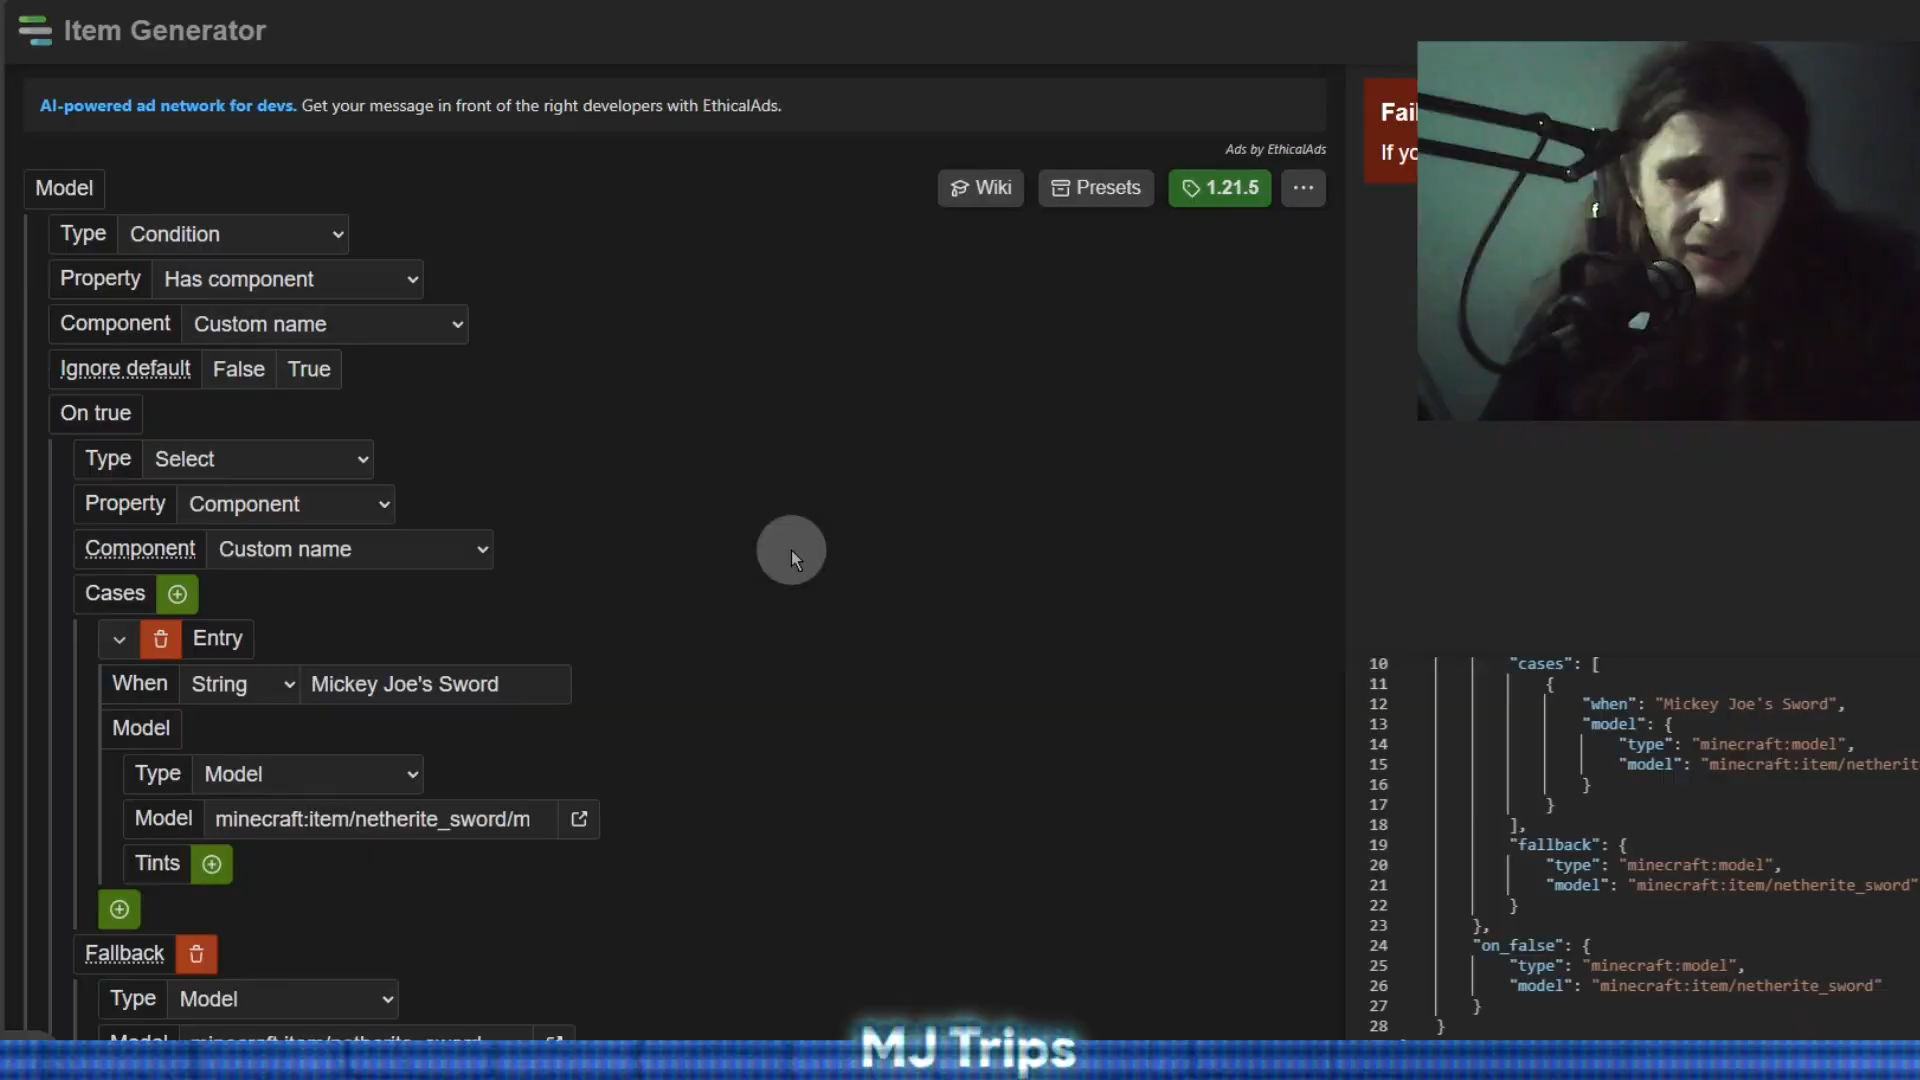 Item Generator
AI-powered ad network for devs. Get your message in front of the right developers with EthicalAds.
Ads by EthicalAds
Model
Wiki
Presets
1.21.5
Type Condition
Property Has component
Component Custom name
Ignore default False True
On true
Type Select
Property Component
Component Custom name
Cases
Entry
When String Mickey Joe's Sword
Model
Type Model
Model minecraft:item/netherite_sword/m
Tints
Fallback
Type Model
Model minecraft:item/netherite_sword
Fai
If yo
10 "cases": [
11 {
12 "when": "Mickey Joe's Sword",
13 "model": {
14 "type": "minecraft:model",
15 "model": "minecraft:item/netherit
16 }
17 }
18 ],
19 "fallback": {
20 "type": "minecraft:model",
21 "model": "minecraft:item/netherite_sword"
22 }
23 },
24 "on_false": {
25 "type": "minecraft:model",
26 "model": "minecraft:item/netherite_sword"
27 }
28 }
MJ Trips